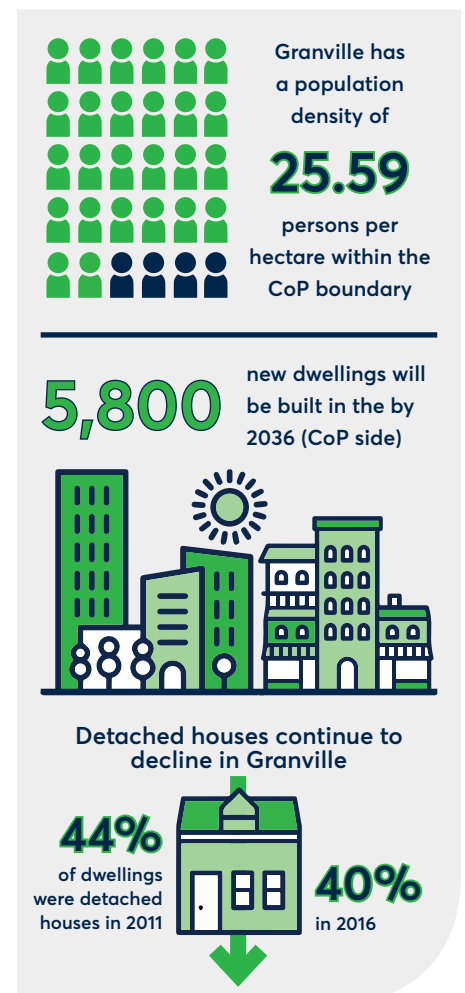 Granville has
a population
density of
25.59
persons per
hectare within the
CoP boundary
5,800
new dwellings will
be built in the by
2036 (CoP side)
Detached houses continue to
decline in Granville
44%
of dwellings
were detached
houses in 2011
40%
in 2016